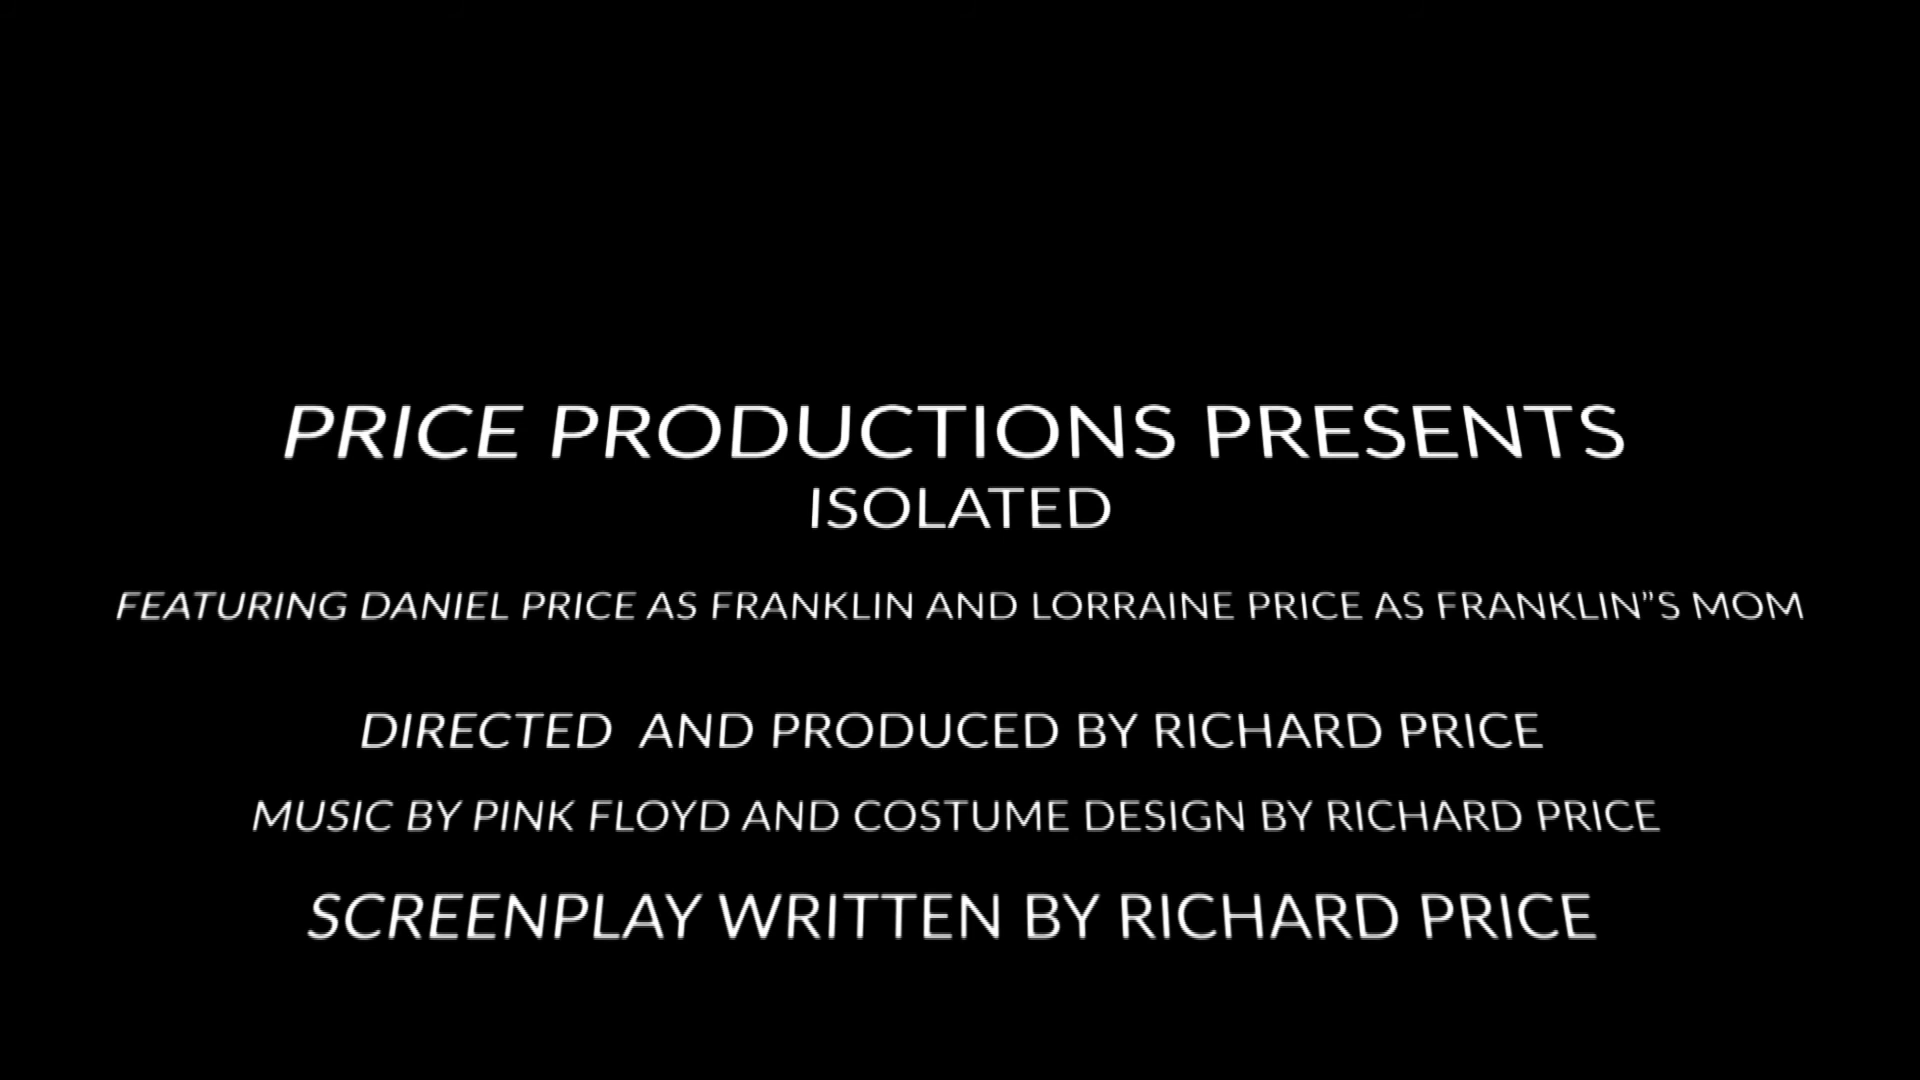 PRICE PRODUCTIONS PRESENTS
ISOLATED
FEATURING DANIEL PRICE AS FRANKLIN AND LORRAINE PRICE AS FRANKLIN”S MOM
DIRECTED  AND PRODUCED BY RICHARD PRICE
MUSIC BY PINK FLOYD AND COSTUME DESIGN BY RICHARD PRICE
SCREENPLAY WRITTEN BY RICHARD PRICE